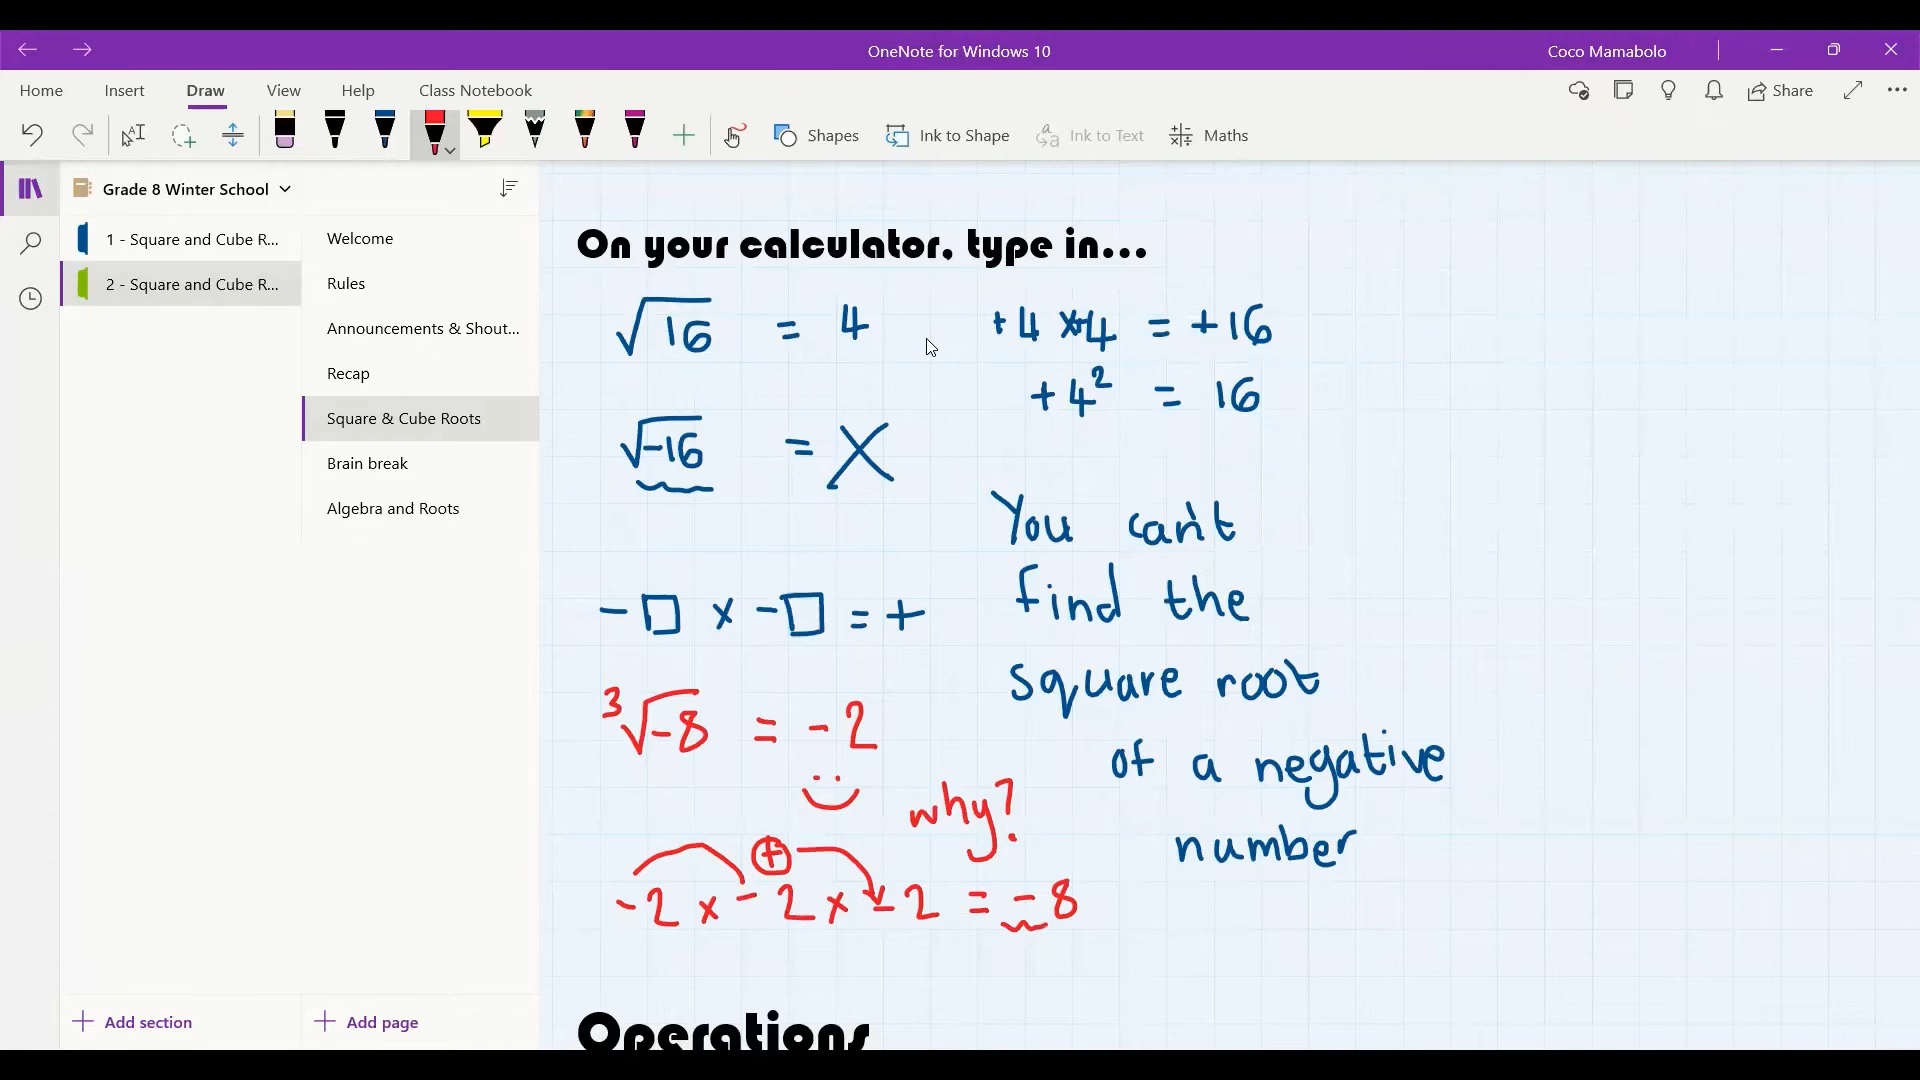 OneNote for Windows 10
Coco Mamabolo
Home Insert Draw View Help Class Notebook
Share
Shapes Ink to Shape Ink to Text Maths
Grade 8 Winter School
1 - Square and Cube R...
2 - Square and Cube R...
Welcome
Rules
Announcements & Shout...
Recap
Square & Cube Roots
Brain break
Algebra and Roots
Add section
Add page
On your calculator, type in...
√16 = 4
+4 x+4 = +16
+4² = 16
√-16 = X
You can't
find the
square root
of a negative
number
-□ x -□ = +
³√-8 = -2
why?
+
-2 x -2 x -2 = -8
Operations